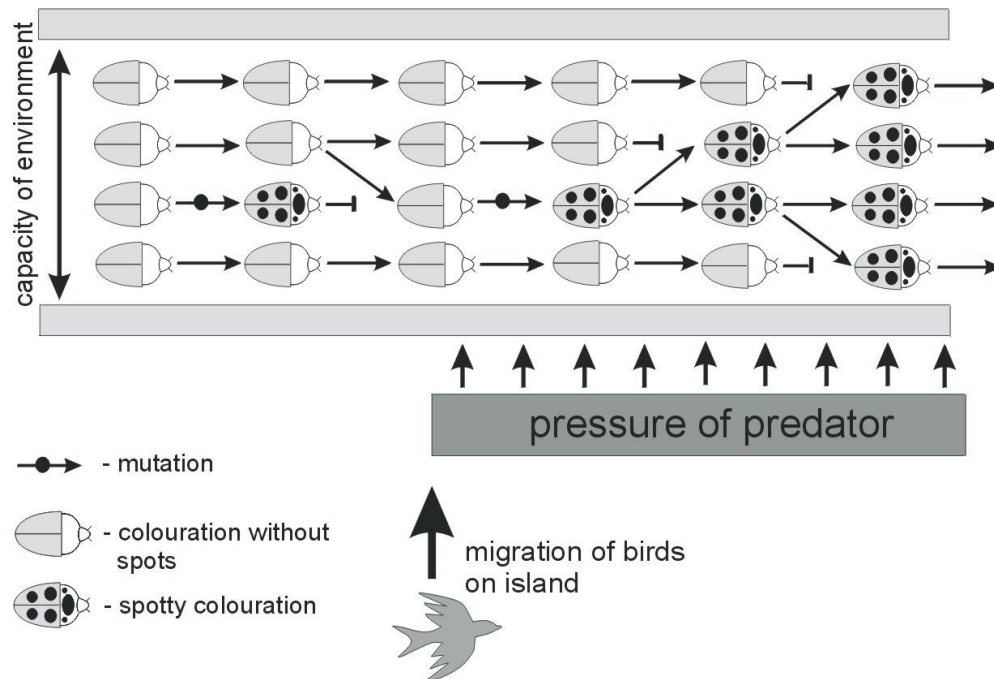 capacity of environment
pressure of predator
- mutation
- colouration without
spots
- spotty colouration
migration of birds
on island